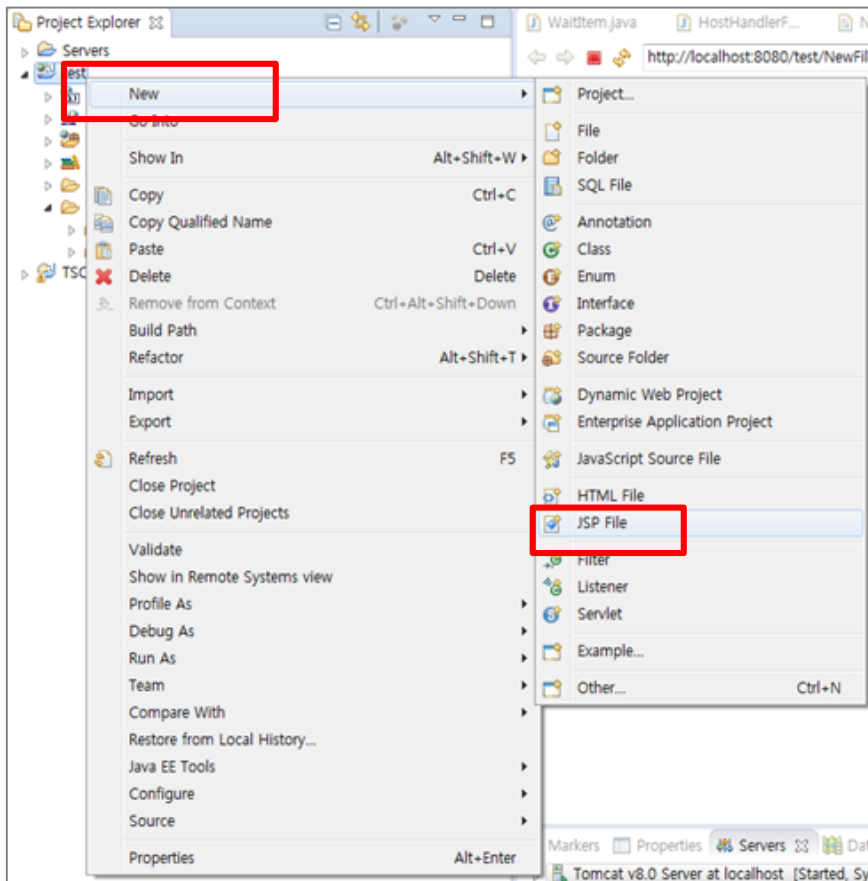 Project Explorer
WaitItem.java HostHandlerF...
Servers
http://localhost:8080/test/NewFil
test
New
Go Into
Show In Alt+Shift+W
Copy Ctrl+C
Copy Qualified Name
Paste Ctrl+V
Delete Delete
Remove from Context Ctrl+Alt+Shift+Down
Build Path
Refactor Alt+Shift+T
Import
Export
Refresh F5
Close Project
Close Unrelated Projects
Validate
Show in Remote Systems view
Profile As
Debug As
Run As
Team
Compare With
Restore from Local History...
Java EE Tools
Configure
Source
Properties Alt+Enter
TSC
Project...
File
Folder
SQL File
Annotation
Class
Enum
Interface
Package
Source Folder
Dynamic Web Project
Enterprise Application Project
JavaScript Source File
HTML File
JSP File
Filter
Listener
Servlet
Example...
Other... Ctrl+N
Markers Properties Servers Dat
Tomcat v8.0 Server at localhost [Started, Sy